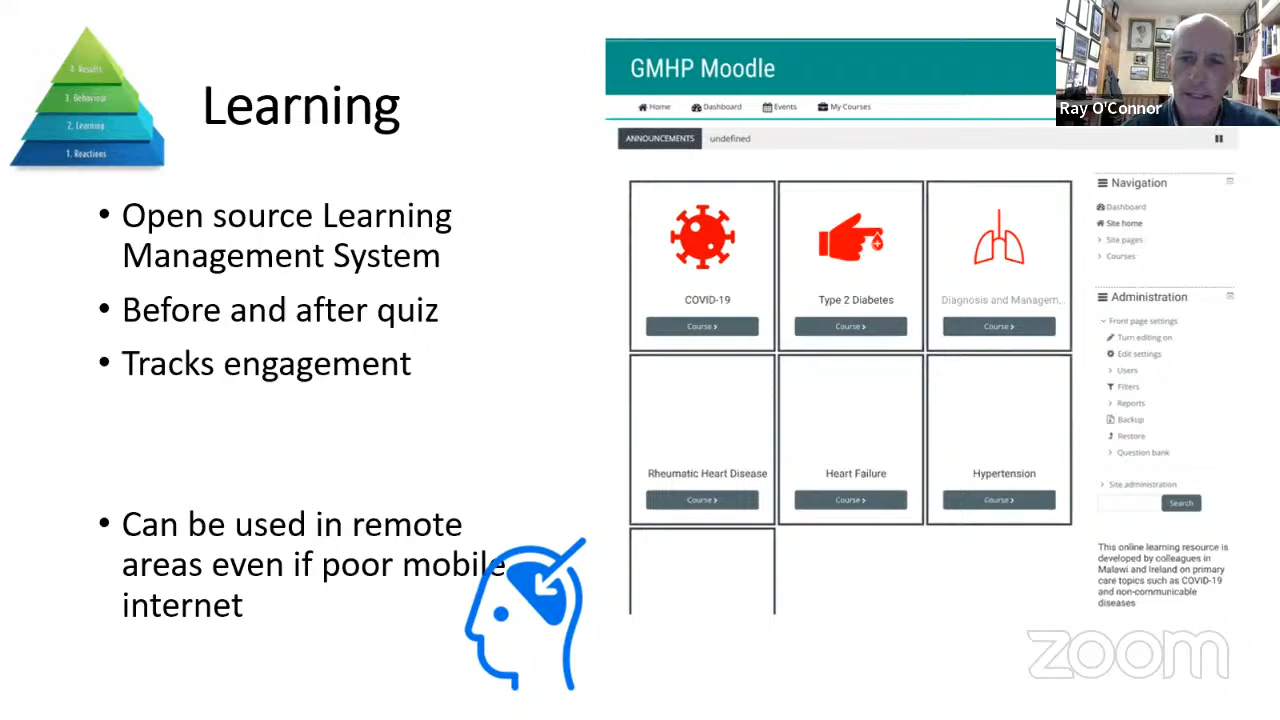 4. Results
3. Behaviour
2. Learning
1. Reactions
Learning
• Open source Learning
Management System
• Before and after quiz
• Tracks engagement
• Can be used in remote
areas even if poor mobile
internet
GMHP Moodle
Home Dashboard Events My Courses
ANNOUNCEMENTS undefined
COVID-19
Course
Type 2 Diabetes
Course
Diagnosis and Managem...
Course
Rheumatic Heart Disease
Course
Heart Failure
Course
Hypertension
Course
Navigation
Dashboard
Site home
Site pages
Courses
Administration
Front page settings
Turn editing on
Edit settings
Users
Filters
Reports
Backup
Restore
Question bank
Site administration
Search
This online learning resource is
developed by colleagues in
Malawi and Ireland on primary
care topics such as COVID-19
and non-communicable
diseases
Ray O'Connor
zoom